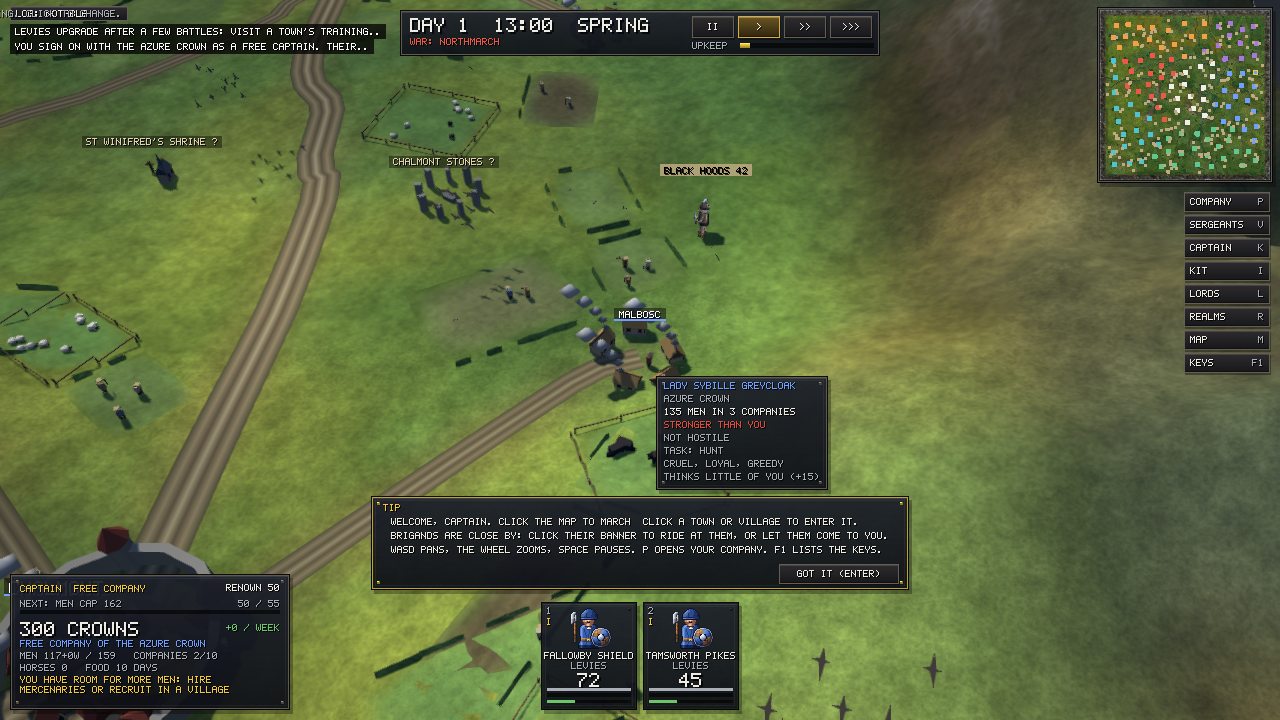 LEVIES UPGRADE AFTER A FEW BATTLES: VISIT A TOWN'S TRAINING..
YOU SIGN ON WITH THE AZURE CROWN AS A FREE CAPTAIN. THEIR..
DAY 1 13:00 SPRING
WAR: NORTHMARCH
II > >> >>>
UPKEEP
ST WINIFRED'S SHRINE ?
CHALMONT STONES ?
BLACK HOODS 42
MALBOSC
COMPANY P
SERGEANTS V
CAPTAIN K
KIT I
LORDS L
REALMS R
MAP M
KEYS F1
LADY SYBILLE GREYCLOAK
AZURE CROWN
135 MEN IN 3 COMPANIES
STRONGER THAN YOU
NOT HOSTILE
TASK: HUNT
CRUEL, LOYAL, GREEDY
THINKS LITTLE OF YOU (+15)
TIP
WELCOME, CAPTAIN. CLICK THE MAP TO MARCH CLICK A TOWN OR VILLAGE TO ENTER IT.
BRIGANDS ARE CLOSE BY: CLICK THEIR BANNER TO RIDE AT THEM, OR LET THEM COME TO YOU.
WASD PANS, THE WHEEL ZOOMS, SPACE PAUSES. P OPENS YOUR COMPANY. F1 LISTS THE KEYS.
GOT IT (ENTER)
CAPTAIN FREE COMPANY RENOWN 50
NEXT: MEN CAP 162 50 / 55
300 CROWNS +0 / WEEK
FREE COMPANY OF THE AZURE CROWN
MEN 117+0W / 159 COMPANIES 2/10
HORSES 0 FOOD 10 DAYS
YOU HAVE ROOM FOR MORE MEN: HIRE
MERCENARIES OR RECRUIT IN A VILLAGE
1
I
FALLOWBY SHIELD
LEVIES
72
2
I
TAMSWORTH PIKES
LEVIES
45